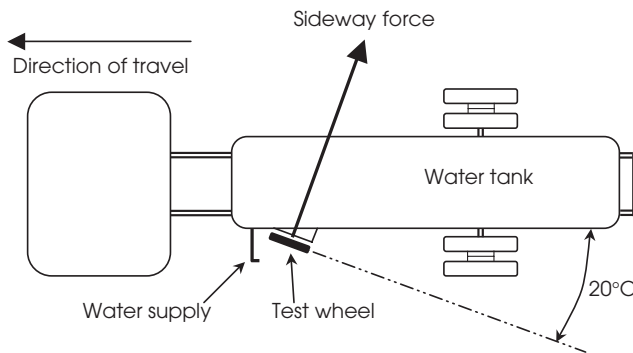 Sideway force
Direction of travel
Water tank
20°C
Water supply
Test wheel